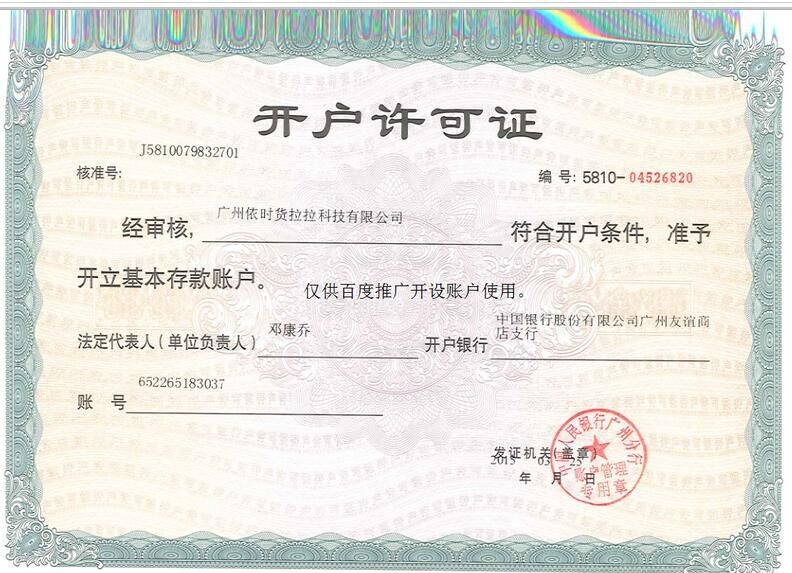 开户许可证
J5810079832701
核准号:
编 号: 5810-04526820
经审核, 广州依时货拉拉科技有限公司 符合开户条件, 准予
开立基本存款账户。 仅供百度推广开设账户使用。
法定代表人(单位负责人) 邓康乔 开户银行 中国银行股份有限公司广州友谊商
店支行
账 号 652265183037
发证机关(盖章)
2015 03 25
年 月 日
中国人民银行广州分行
账户管理
专用章